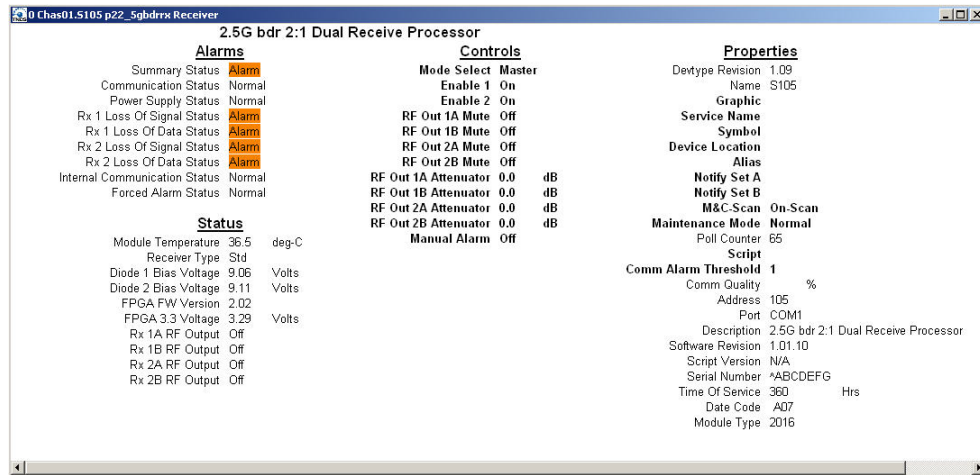 0 Chas01.S105 p22_5gbdrrx Receiver
2.5G bdr 2:1 Dual Receive Processor
Alarms
Summary Status Alarm
Communication Status Normal
Power Supply Status Normal
Rx 1 Loss Of Signal Status Alarm
Rx 1 Loss Of Data Status Alarm
Rx 2 Loss Of Signal Status Alarm
Rx 2 Loss Of Data Status Alarm
Internal Communication Status Normal
Forced Alarm Status Normal
Status
Module Temperature 36.5 deg-C
Receiver Type Std
Diode 1 Bias Voltage 9.06 Volts
Diode 2 Bias Voltage 9.11 Volts
FPGA FW Version 2.02
FPGA 3.3 Voltage 3.29 Volts
Rx 1A RF Output Off
Rx 1B RF Output Off
Rx 2A RF Output Off
Rx 2B RF Output Off
Controls
Mode Select Master
Enable 1 On
Enable 2 On
RF Out 1A Mute Off
RF Out 1B Mute Off
RF Out 2A Mute Off
RF Out 2B Mute Off
RF Out 1A Attenuator 0.0 dB
RF Out 1B Attenuator 0.0 dB
RF Out 2A Attenuator 0.0 dB
RF Out 2B Attenuator 0.0 dB
Manual Alarm Off
Properties
Devtype Revision 1.09
Name S105
Graphic
Service Name
Symbol
Device Location
Alias
Notify Set A
Notify Set B
M&C-Scan On-Scan
Maintenance Mode Normal
Poll Counter 65
Script
Comm Alarm Threshold 1
Comm Quality %
Address 105
Port COM1
Description 2.5G bdr 2:1 Dual Receive Processor
Software Revision 1.01.10
Script Version N/A
Serial Number ^ABCDEFG
Time Of Service 360 Hrs
Date Code A07
Module Type 2016